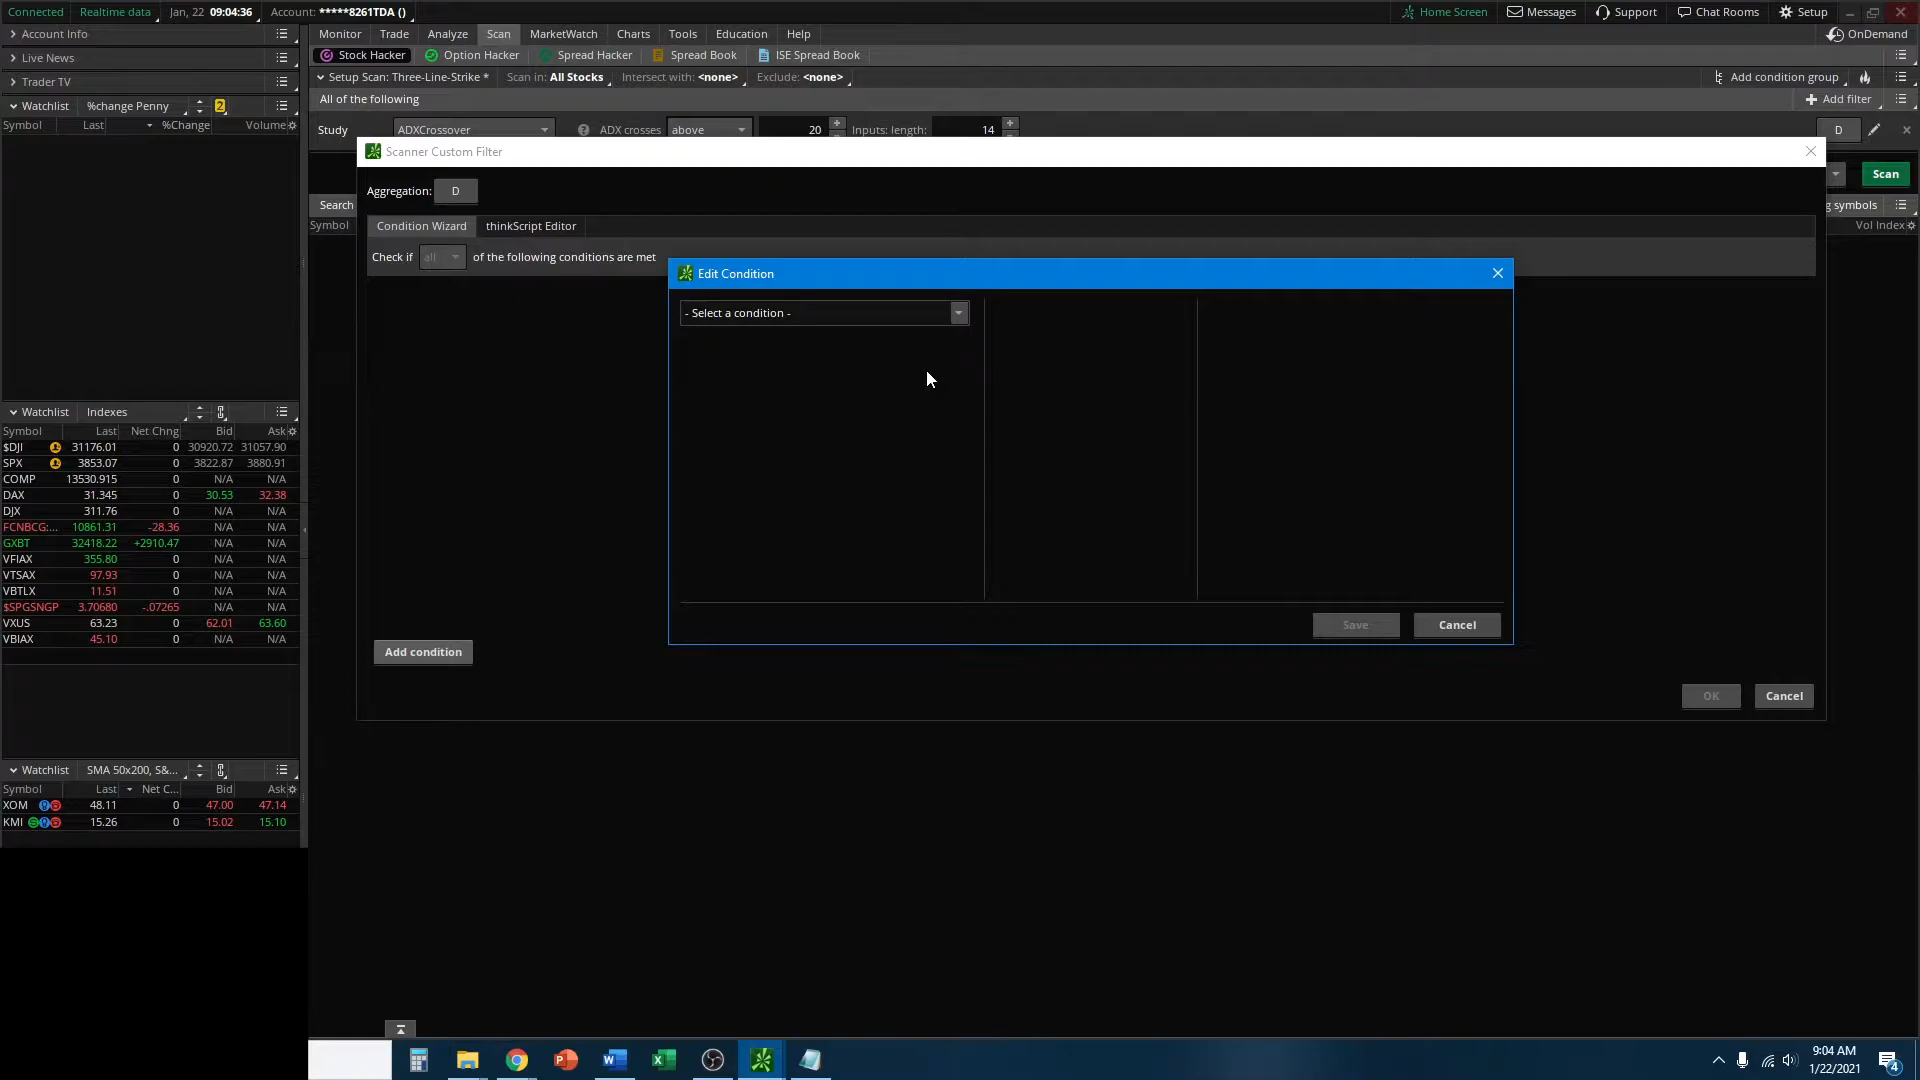 Connected Realtime data Jan, 22 09:04:36 Account: *****8261TDA () Home Screen Messages Support Chat Rooms Setup
Account Info
Live News
Trader TV
Monitor Trade Analyze Scan MarketWatch Charts Tools Education Help OnDemand
Stock Hacker Option Hacker Spread Hacker Spread Book ISE Spread Book
Setup Scan: Three-Line-Strike * Scan in: All Stocks Intersect with: <none> Exclude: <none> Add condition group
All of the following Add filter
Study ADXCrossover ADX crosses above 20 Inputs: length: 14 D
Scan
Search g symbols
Symbol Vol Index
Scanner Custom Filter
Aggregation: D
Condition Wizard thinkScript Editor
Check if all of the following conditions are met
Edit Condition
- Select a condition -
Save Cancel
Add condition
OK Cancel
Watchlist %change Penny 2
Symbol Last %Change Volume
Watchlist Indexes
Symbol Last Net Chng Bid Ask
$DJI 31176.01 0 30920.72 31057.90
SPX 3853.07 0 3822.87 3880.91
COMP 13530.915 0 N/A N/A
DAX 31.345 0 30.53 32.38
DJX 311.76 0 N/A N/A
FCNBCG:... 10861.31 -28.36 N/A N/A
GXBT 32418.22 +2910.47 N/A N/A
VFIAX 355.80 0 N/A N/A
VTSAX 97.93 0 N/A N/A
VBTLX 11.51 0 N/A N/A
$SPGSNGP 3.70680 -.07265 N/A N/A
VXUS 63.23 0 62.01 63.60
VBIAX 45.10 0 N/A N/A
Watchlist SMA 50x200, S&...
Symbol Last Net C... Bid Ask
XOM 48.11 0 47.00 47.14
KMI 15.26 0 15.02 15.10
9:04 AM
1/22/2021
4